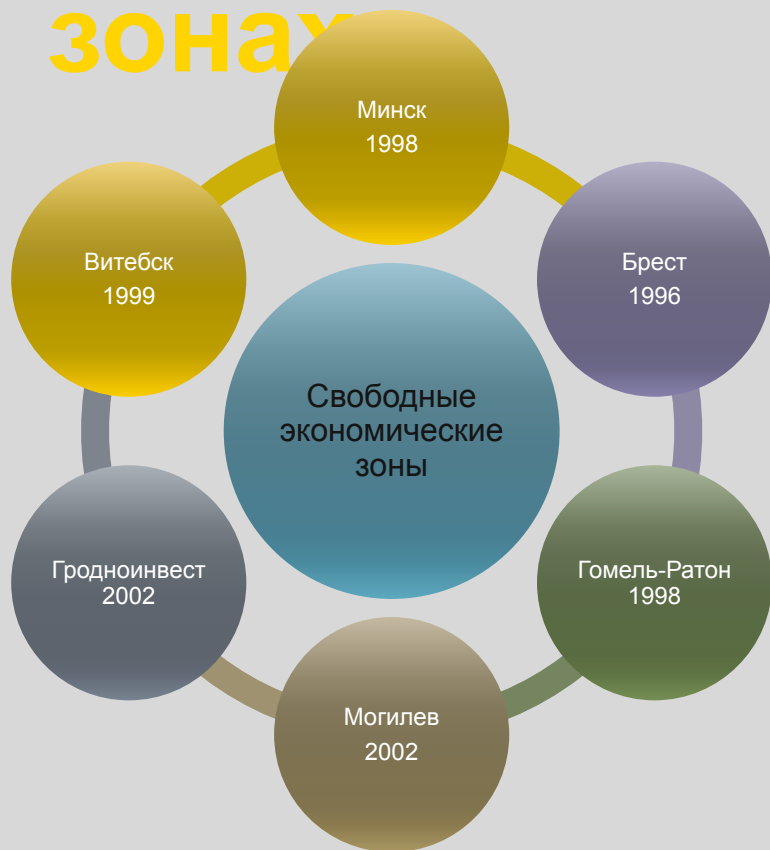 зонах
Минск
1998
Витебск
1999
Брест
1996
Свободные
экономические
зоны
Гродноинвест
2002
Гомель-Ратон
1998
Могилев
2002